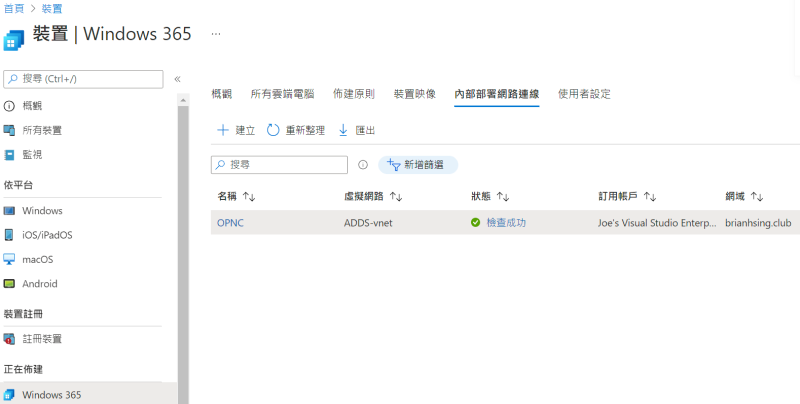 首頁 > 裝置
裝置 | Windows 365 ...
搜尋 (Ctrl+/) «
概觀
所有裝置
監視
依平台
Windows
iOS/iPadOS
macOS
Android
裝置註冊
註冊裝置
正在佈建
Windows 365
概觀 所有雲端電腦 佈建原則 裝置映像 內部部署網路連線 使用者設定
建立 重新整理 匯出
搜尋 新增篩選
名稱 ↑↓ 虛擬網路 ↑↓ 狀態 ↑↓ 訂用帳戶 ↑↓ 網域 ↑↓
OPNC ADDS-vnet 檢查成功 Joe's Visual Studio Enterp... brianhsing.club